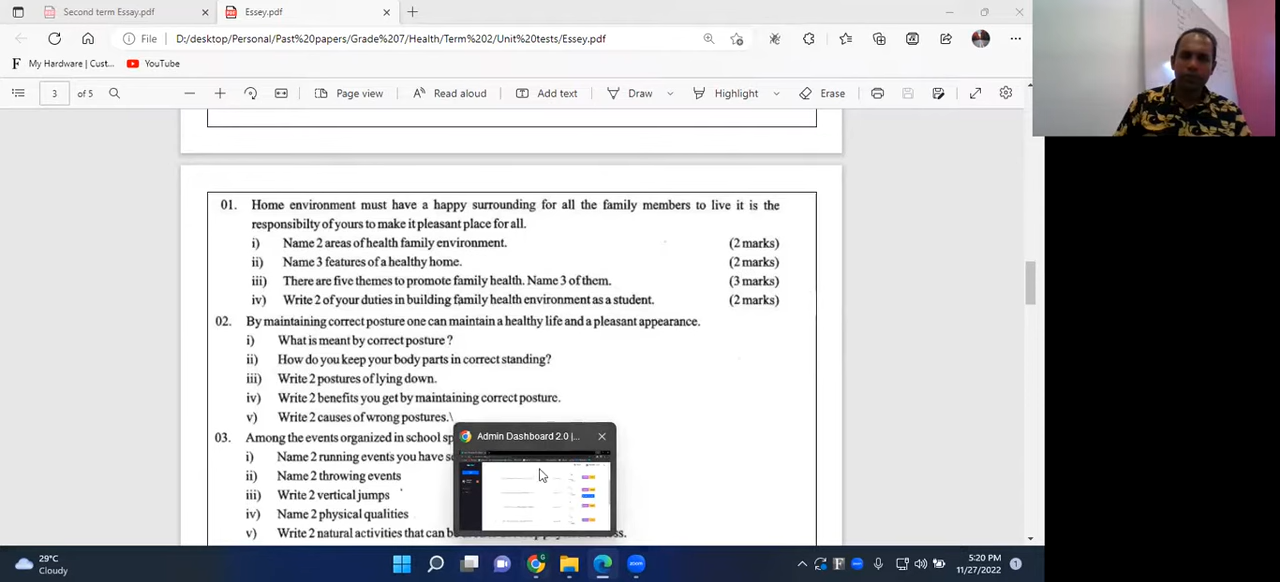 Second term Essay.pdf
Essey.pdf
File
D:/desktop/Personal/Past%20papers/Grade%207/Health/Term%202/Unit%20tests/Essey.pdf
My Hardware | Cust...
YouTube
3 of 5
Page view
Read aloud
Add text
Draw
Highlight
Erase
01. Home environment must have a happy surrounding for all the family members to live it is the
responsibilty of yours to make it pleasant place for all.
i) Name 2 areas of health family environment. (2 marks)
ii) Name 3 features of a healthy home. (2 marks)
iii) There are five themes to promote family health. Name 3 of them. (3 marks)
iv) Write 2 of your duties in building family health environment as a student. (2 marks)
02. By maintaining correct posture one can maintain a healthy life and a pleasant appearance.
i) What is meant by correct posture ?
ii) How do you keep your body parts in correct standing?
iii) Write 2 postures of lying down.
iv) Write 2 benefits you get by maintaining correct posture.
v) Write 2 causes of wrong postures.\
Admin Dashboard 2.0 |...
03. Among the events organized in school sp
i) Name 2 running events you have se
ii) Name 2 throwing events
iii) Write 2 vertical jumps
iv) Name 2 physical qualities
v) Write 2 natural activities that can be
29°C
Cloudy
zoom
5:20 PM
11/27/2022
1